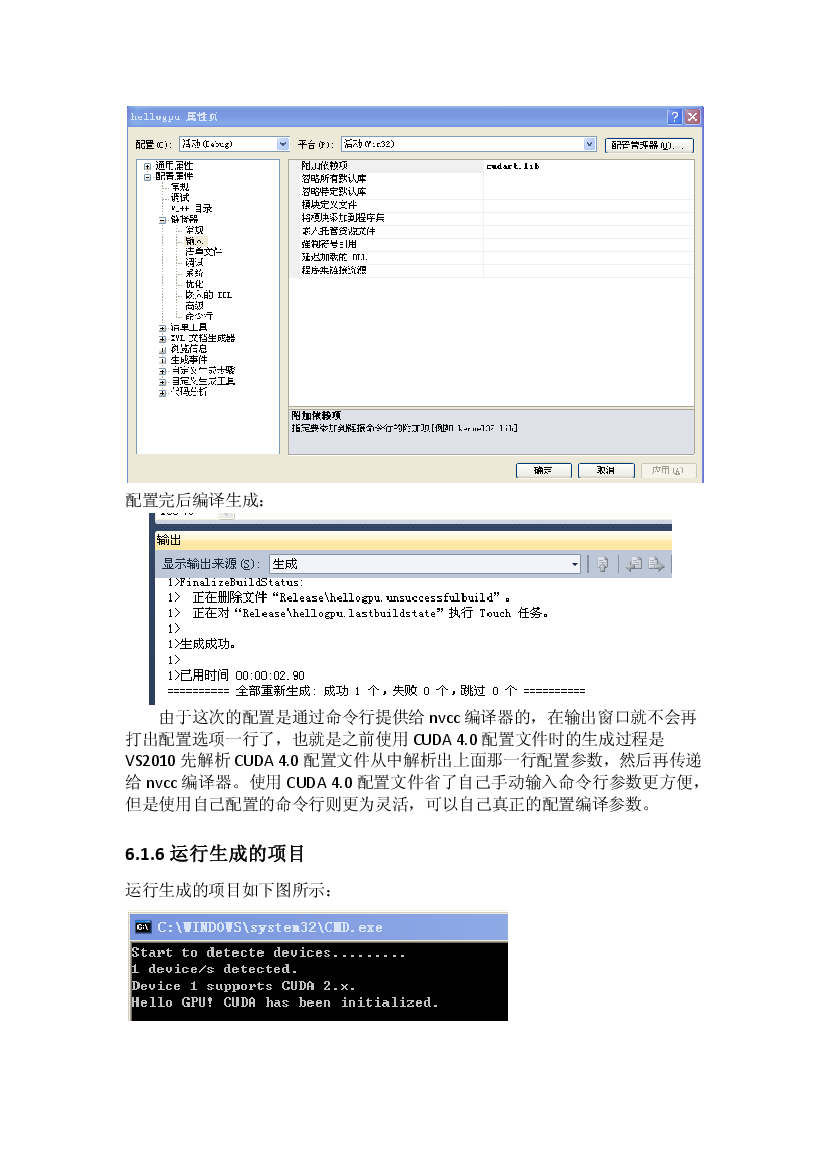 hellogpu 属性页
配置(C): 活动(Debug) 平台(P): 活动(Win32) 配置管理器(O)...
通用属性
配置属性
常规
调试
VC++ 目录
链接器
常规
输入
清单文件
调试
系统
优化
嵌入的 IDL
高级
命令行
清单工具
XML 文档生成器
浏览信息
生成事件
自定义生成步骤
自定义生成工具
代码分析
附加依赖项 cudart.lib
忽略所有默认库
忽略特定默认库
模块定义文件
将模块添加到程序集
嵌入托管资源文件
强制符号引用
延迟加载的 DLL
程序集链接资源
附加依赖项
指定要添加到链接命令行的附加项[例如 kernel32.lib]
确定 取消 应用(A)
配置完后编译生成：
输出
显示输出来源(S): 生成
1>FinalizeBuildStatus:
1> 正在删除文件“Release\hellogpu.unsuccessfulbuild”。
1> 正在对“Release\hellogpu.lastbuildstate”执行 Touch 任务。
1>
1>生成成功。
1>
1>已用时间 00:00:02.90
========== 全部重新生成: 成功 1 个，失败 0 个，跳过 0 个 ==========
由于这次的配置是通过命令行提供给 nvcc 编译器的，在输出窗口就不会再
打出配置选项一行了，也就是之前使用 CUDA 4.0 配置文件时的生成过程是
VS2010 先解析 CUDA 4.0 配置文件从中解析出上面那一行配置参数，然后再传递
给 nvcc 编译器。使用 CUDA 4.0 配置文件省了自己手动输入命令行参数更方便，
但是使用自己配置的命令行则更为灵活，可以自己真正的配置编译参数。
6.1.6 运行生成的项目
运行生成的项目如下图所示：
C:\WINDOWS\system32\CMD.exe
Start to detecte devices.........
1 device/s detected.
Device 1 supports CUDA 2.x.
Hello GPU! CUDA has been initialized.